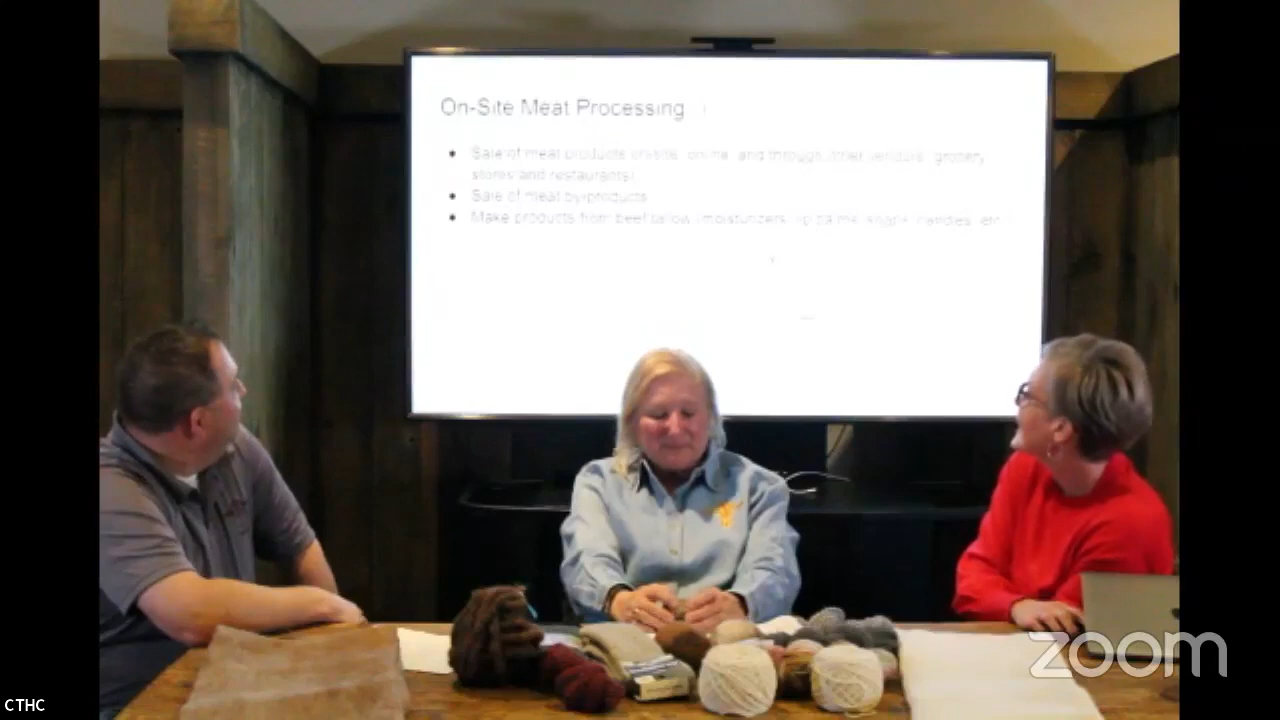 On-Site Meat Processing
Sale of meat products onsite, online, and through other vendors, grocery
stores and restaurants)
Sale of meat byproducts
Make products from beef tallow (moisturizers, lip balms, candles, etc.)
zoom
CTHC